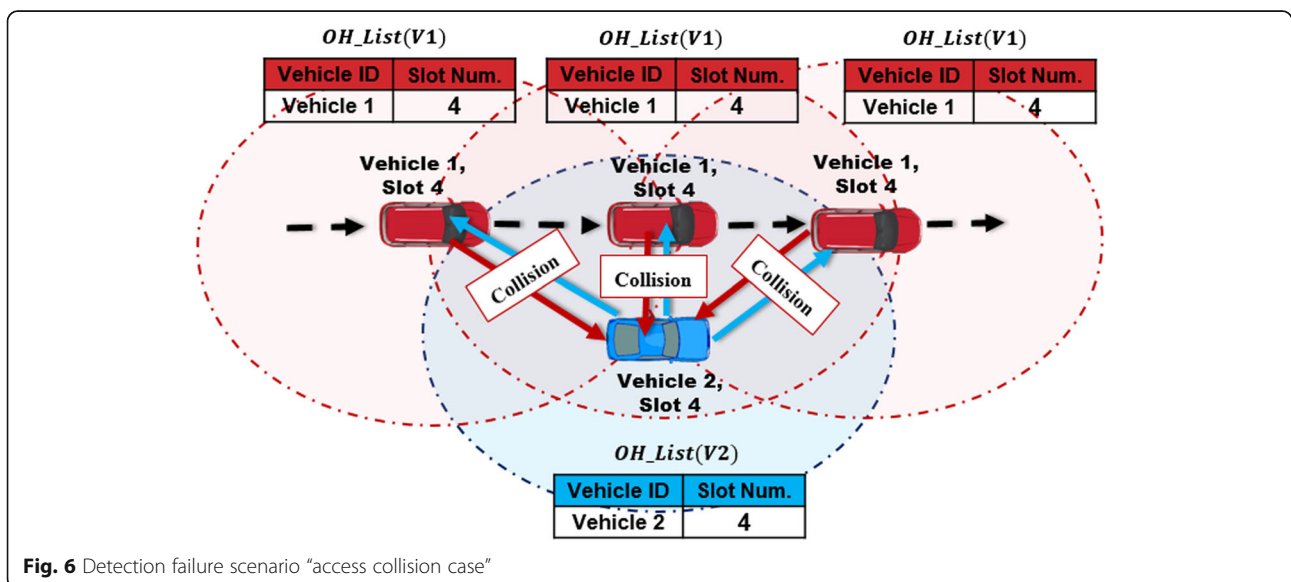 OH_List(V1) OH_List(V1) OH_List(V1)
Vehicle ID Slot Num. Vehicle ID Slot Num. Vehicle ID Slot Num.
Vehicle 1 4 Vehicle 1 4 Vehicle 1 4
Vehicle 1,
Slot 4
Vehicle 1,
Slot 4
Vehicle 1,
Slot 4
Collision
Collision
Collision
Vehicle 2,
Slot 4
OH_List(V2)
Vehicle ID Slot Num.
Vehicle 2 4
Fig. 6 Detection failure scenario "access collision case"